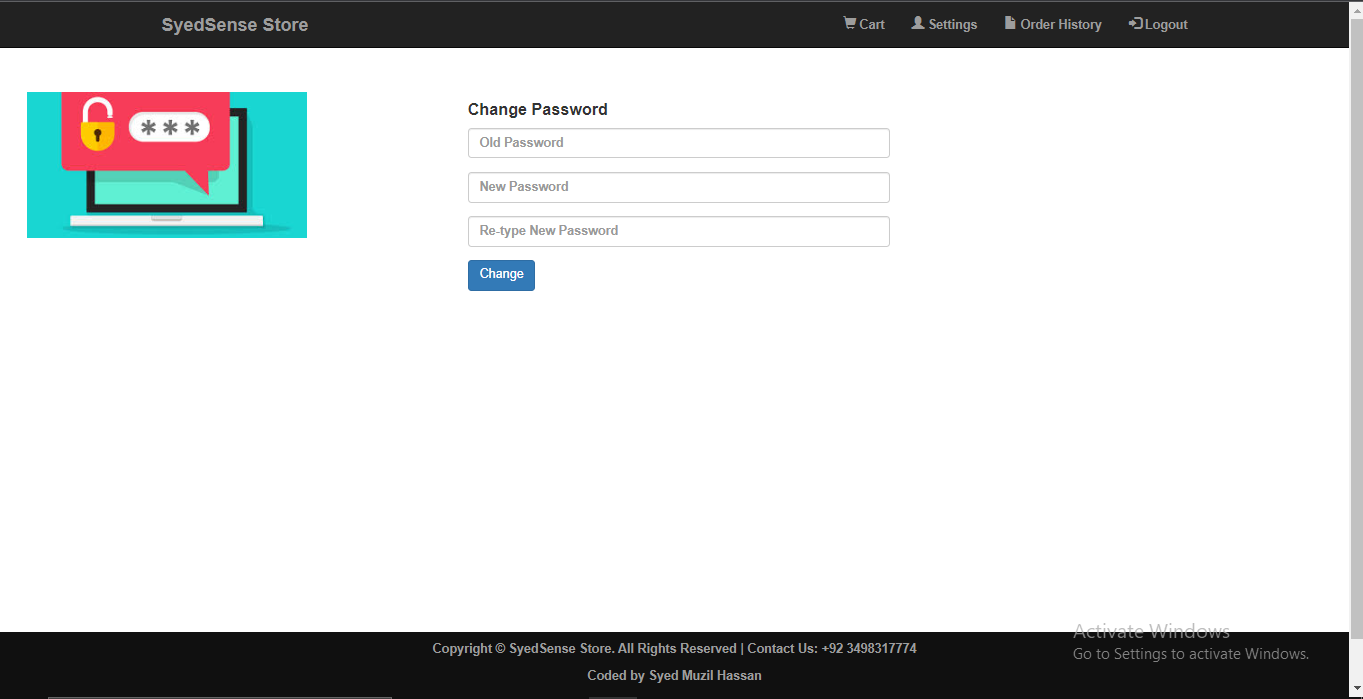 SyedSense Store
Cart Settings Order History Logout
***
Change Password
Old Password
New Password
Re-type New Password
Change
Copyright © SyedSense Store. All Rights Reserved | Contact Us: +92 3498317774
Coded by Syed Muzil Hassan
Activate Windows
Go to Settings to activate Windows.